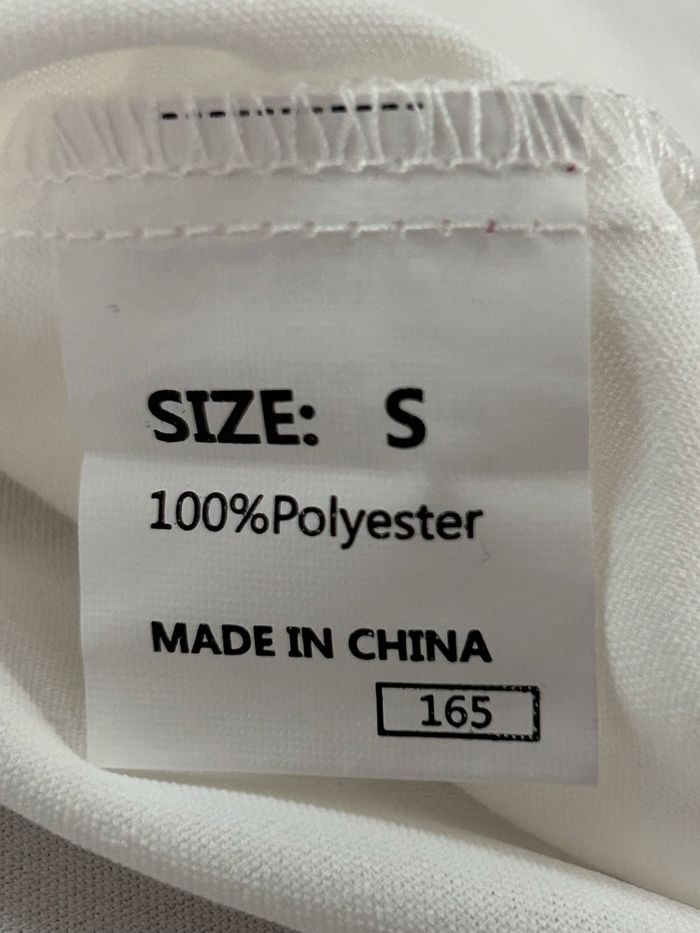 SIZE: S
100%Polyester
MADE IN CHINA
165